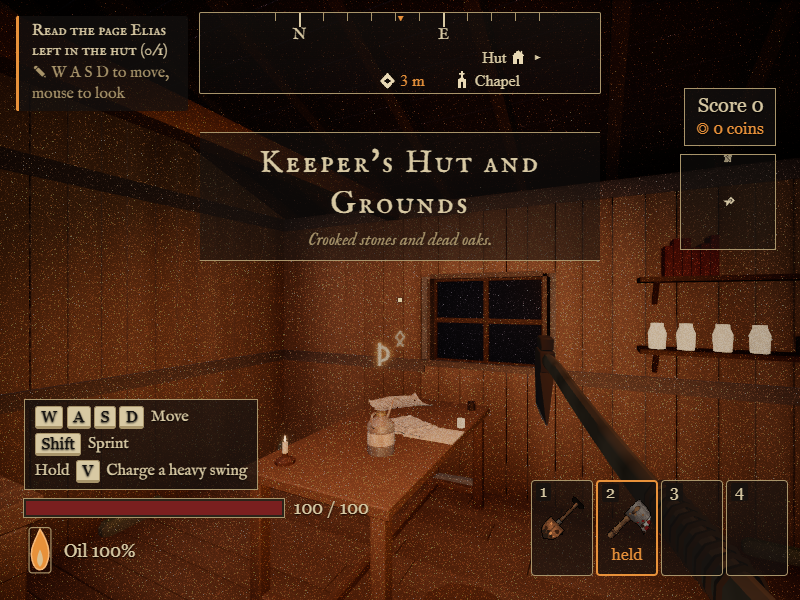 Read the page Elias
left in the hut (0/1)
W A S D to move,
mouse to look
N E
Hut
3 m Chapel
Score 0
0 coins
Keeper's Hut and
Grounds
Crooked stones and dead oaks.
ᚦ ᛟ
W A S D Move
Shift Sprint
Hold V Charge a heavy swing
100 / 100
Oil 100%
1 2 3 4
held